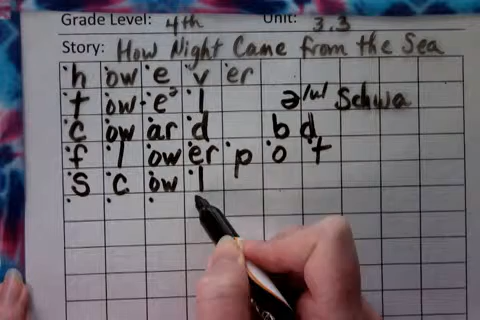 Grade Level: 4th Unit: 3.3
Story: How Night Came from the Sea
h ow e v er
t ow e² l ə/u/ Schwa
c ow ar d b d
f l ow er p o t
s c ow l